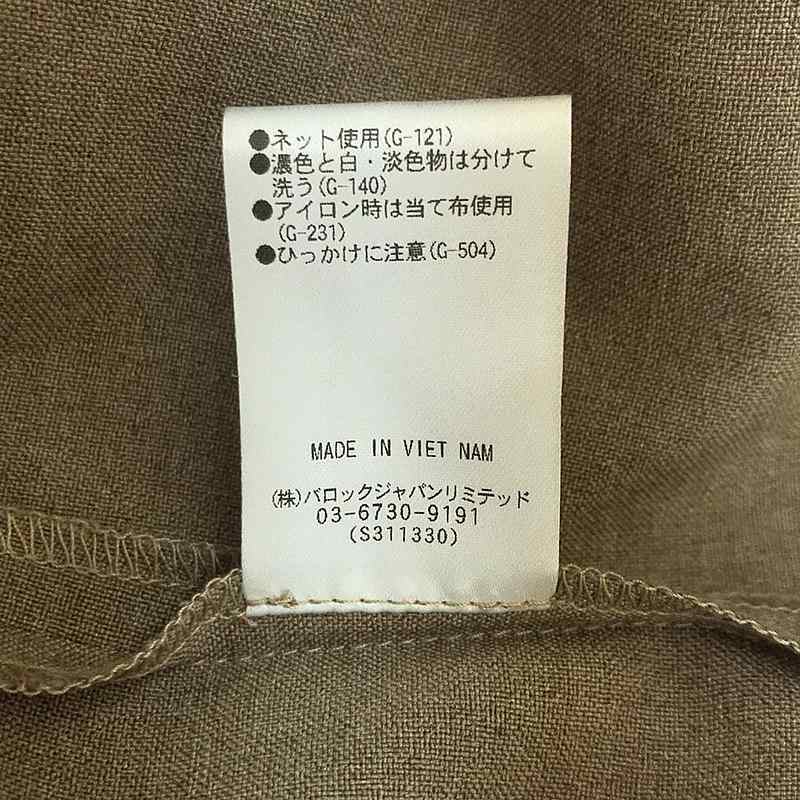 ●ネット使用(G-121)
●濃色と白・淡色物は分けて
洗う(G-140)
●アイロン時は当て布使用
(G-231)
●ひっかけに注意(G-504)
MADE IN VIET NAM
(株)バロックジャパンリミテッド
03-6730-9191
(S311330)